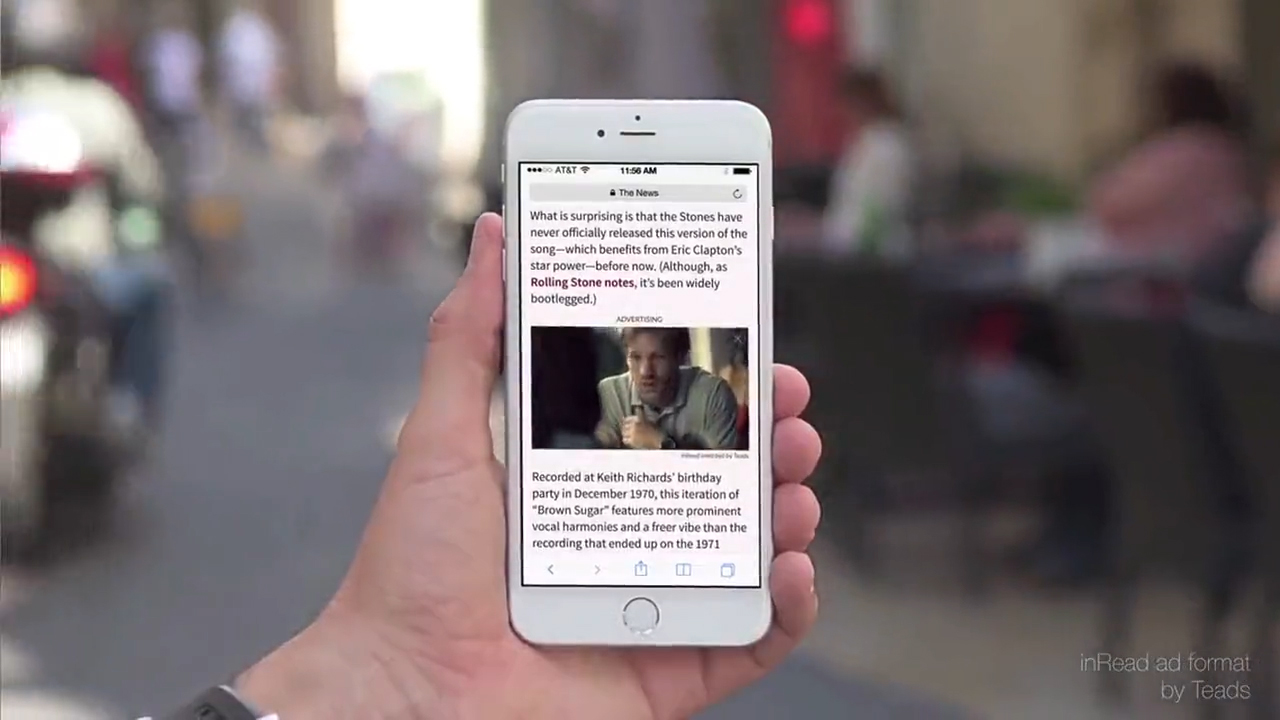 AT&T
11:56 AM
The News
What is surprising is that the Stones have
never officially released this version of the
song—which benefits from Eric Clapton's
star power—before now. (Although, as
Rolling Stone notes, it's been widely
bootlegged.)
ADVERTISING
inRead invented by Teads
Recorded at Keith Richards' birthday
party in December 1970, this iteration of
"Brown Sugar" features more prominent
vocal harmonies and a freer vibe than the
recording that ended up on the 1971
inRead ad format
by Teads